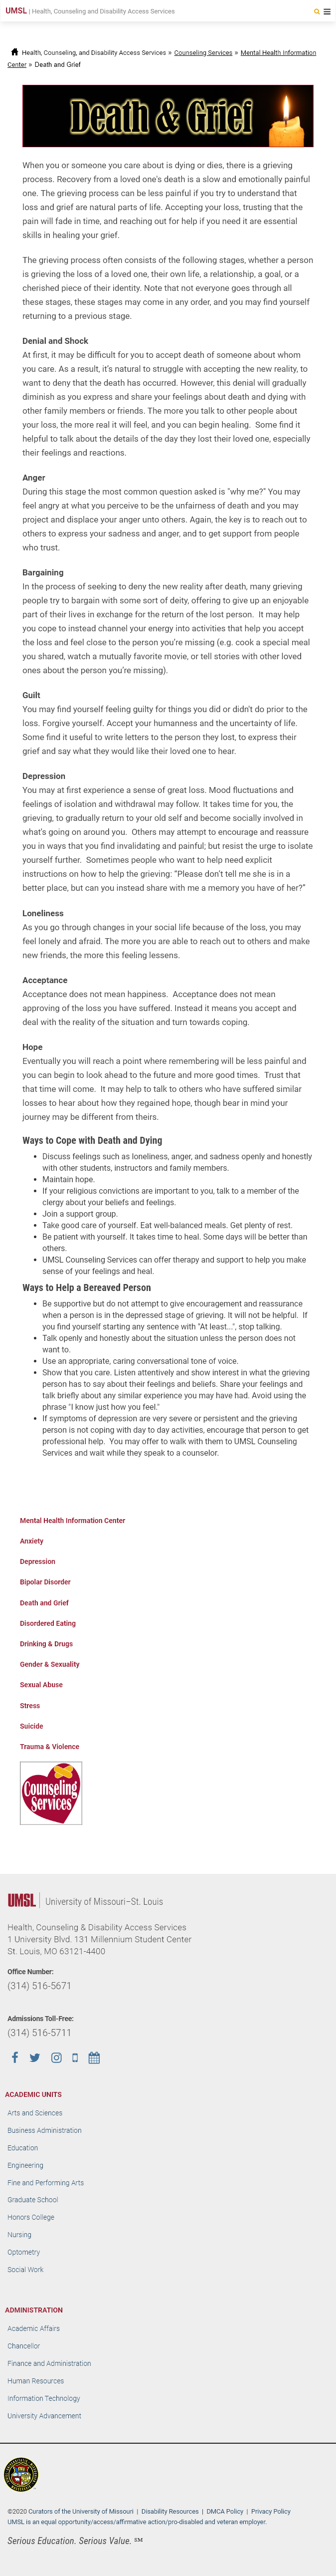 UMSL | Health, Counseling and Disability Access Services
Health, Counseling, and Disability Access Services » Counseling Services » Mental Health Information
Center » Death and Grief
Death & Grief
When you or someone you care about is dying or dies, there is a grieving
process. Recovery from a loved one's death is a slow and emotionally painful
one. The grieving process can be less painful if you try to understand that
loss and grief are natural parts of life. Accepting your loss, trusting that the
pain will fade in time, and reaching out for help if you need it are essential
skills in healing your grief.
The grieving process often consists of the following stages, whether a person
is grieving the loss of a loved one, their own life, a relationship, a goal, or a
cherished piece of their identity. Note that not everyone goes through all
stages, these stages may come in any order, and you may find yourself
returning to a previous stage.
Denial and Shock
At first, it may be difficult for you to accept death of someone about whom
you care. As a result, it's natural to struggle with accepting the new reality, to
want to deny that the death has occurred. However, this denial will gradually
diminish as you express and share your feelings about death and dying with
other family members or friends. The more you talk to other people about
your loss, the more real it will feel, and you can begin healing.  Some find it
helpful to talk about the details of the day they lost their loved one, especially
their feelings and reactions.
Anger
During this stage the most common question asked is "why me?" You may
feel angry at what you perceive to be the unfairness of death and you may
project and displace your anger unto others. Again, the key is to reach out to
others to express your sadness and anger, and to get support from people
who trust.
Bargaining
In the process of seeking to deny the new reality after death, many grieving
people try to bargain with some sort of deity, offering to give up an enjoyable
part of their lives in exchange for the return of the lost person.  It may help
you cope to instead channel your energy into activities that help you accept
the loss and feel close to the person you're missing (e.g. cook a special meal
you shared, watch a mutually favorite movie, or tell stories with other loved
ones about the person you're missing).
Guilt
You may find yourself feeling guilty for things you did or didn't do prior to the
loss. Forgive yourself. Accept your humanness and the uncertainty of life.
Some find it useful to write letters to the person they lost, to express their
grief and say what they would like their loved one to hear.
Depression
You may at first experience a sense of great loss. Mood fluctuations and
feelings of isolation and withdrawal may follow. It takes time for you, the
grieving, to gradually return to your old self and become socially involved in
what's going on around you.  Others may attempt to encourage and reassure
you in ways that you find invalidating and painful; but resist the urge to isolate
yourself further.  Sometimes people who want to help need explicit
instructions on how to help the grieving: “Please don't tell me she is in a
better place, but can you instead share with me a memory you have of her?”
Loneliness
As you go through changes in your social life because of the loss, you may
feel lonely and afraid. The more you are able to reach out to others and make
new friends, the more this feeling lessens.
Acceptance
Acceptance does not mean happiness.  Acceptance does not mean
approving of the loss you have suffered. Instead it means you accept and
deal with the reality of the situation and turn towards coping.
Hope
Eventually you will reach a point where remembering will be less painful and
you can begin to look ahead to the future and more good times.  Trust that
that time will come.  It may help to talk to others who have suffered similar
losses to hear about how they regained hope, though bear in mind your
journey may be different from theirs.
Ways to Cope with Death and Dying
Discuss feelings such as loneliness, anger, and sadness openly and honestly
with other students, instructors and family members.
Maintain hope.
If your religious convictions are important to you, talk to a member of the
clergy about your beliefs and feelings.
Join a support group.
Take good care of yourself. Eat well-balanced meals. Get plenty of rest.
Be patient with yourself. It takes time to heal. Some days will be better than
others.
UMSL Counseling Services can offer therapy and support to help you make
sense of your feelings and heal.
Ways to Help a Bereaved Person
Be supportive but do not attempt to give encouragement and reassurance
when a person is in the depressed stage of grieving. It will not be helpful.  If
you find yourself starting any sentence with "At least...", stop talking.
Talk openly and honestly about the situation unless the person does not
want to.
Use an appropriate, caring conversational tone of voice.
Show that you care. Listen attentively and show interest in what the grieving
person has to say about their feelings and beliefs. Share your feelings and
talk briefly about any similar experience you may have had. Avoid using the
phrase "I know just how you feel."
If symptoms of depression are very severe or persistent and the grieving
person is not coping with day to day activities, encourage that person to get
professional help.  You may offer to walk with them to UMSL Counseling
Services and wait while they speak to a counselor.
Mental Health Information Center
Anxiety
Depression
Bipolar Disorder
Death and Grief
Disordered Eating
Drinking & Drugs
Gender & Sexuality
Sexual Abuse
Stress
Suicide
Trauma & Violence
Counseling
Services
UMSL | University of Missouri–St. Louis
Health, Counseling & Disability Access Services
1 University Blvd. 131 Millennium Student Center
St. Louis, MO 63121-4400
Office Number:
(314) 516-5671
Admissions Toll-Free:
(314) 516-5711
ACADEMIC UNITS
Arts and Sciences
Business Administration
Education
Engineering
Fine and Performing Arts
Graduate School
Honors College
Nursing
Optometry
Social Work
ADMINISTRATION
Academic Affairs
Chancellor
Finance and Administration
Human Resources
Information Technology
University Advancement
©2020 Curators of the University of Missouri | Disability Resources | DMCA Policy | Privacy Policy
UMSL is an equal opportunity/access/affirmative action/pro-disabled and veteran employer.
Serious Education. Serious Value. ℠